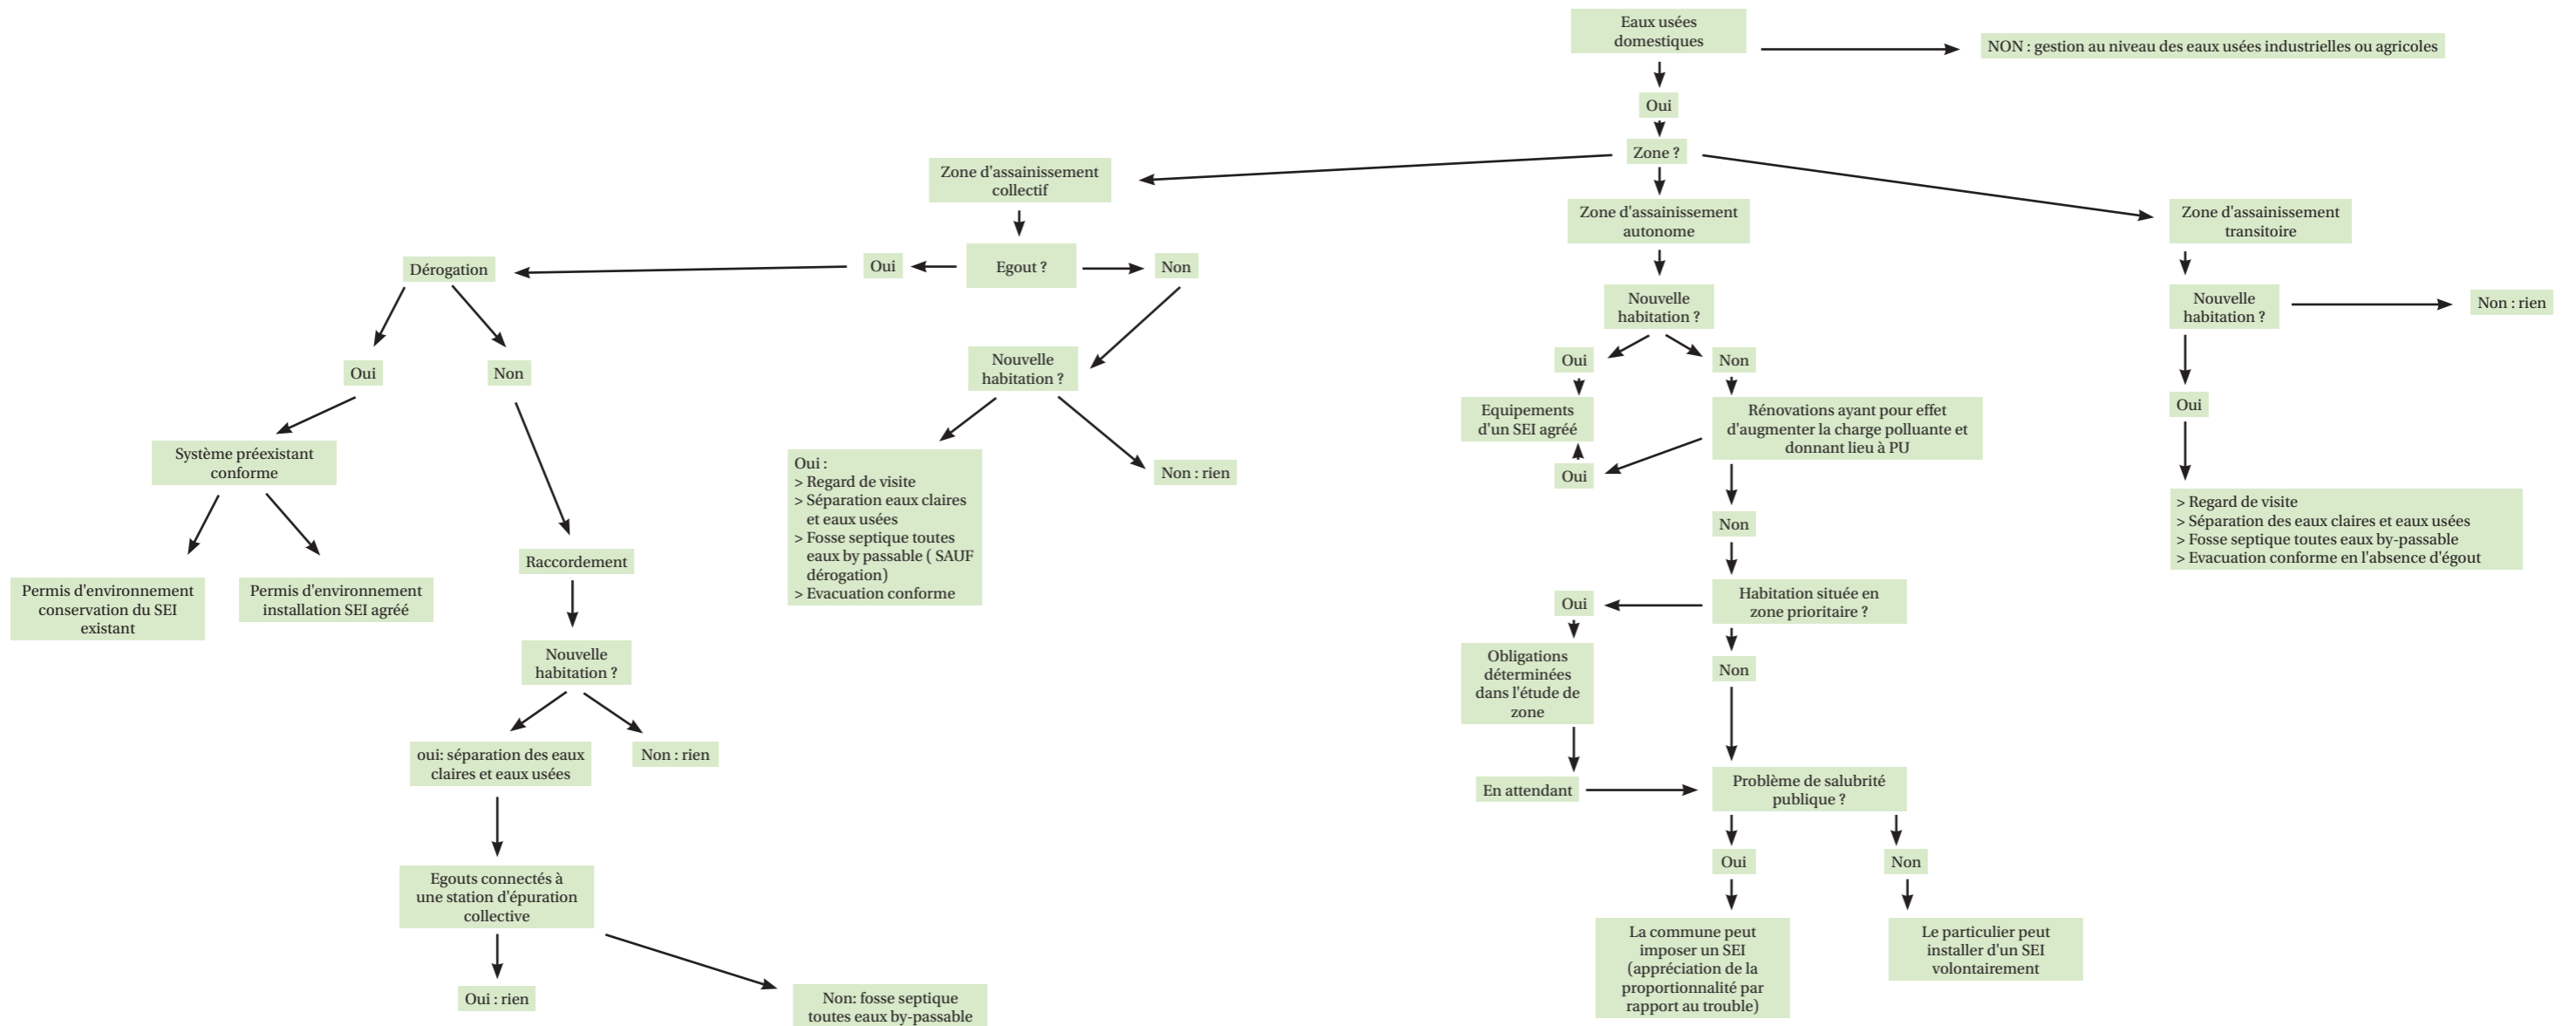 Eaux usées
domestiques
NON : gestion au niveau des eaux usées industrielles ou agricoles
Oui
Zone ?
Zone d'assainissement
collectif
Egout ?
Oui
Non
Dérogation
Oui
Non
Système préexistant
conforme
Permis d'environnement
conservation du SEI
existant
Permis d'environnement
installation SEI agréé
Raccordement
Nouvelle
habitation ?
oui: séparation des eaux
claires et eaux usées
Non : rien
Egouts connectés à
une station d'épuration
collective
Oui : rien
Non: fosse septique
toutes eaux by-passable
Nouvelle
habitation ?
Oui :
> Regard de visite
> Séparation eaux claires
et eaux usées
> Fosse septique toutes
eaux by passable ( SAUF
dérogation)
> Evacuation conforme
Non : rien
Zone d'assainissement
autonome
Nouvelle
habitation ?
Oui
Non
Equipements
d'un SEI agréé
Rénovations ayant pour effet
d'augmenter la charge polluante et
donnant lieu à PU
Oui
Non
Habitation située en
zone prioritaire ?
Oui
Obligations
déterminées
dans l'étude de
zone
Non
En attendant
Problème de salubrité
publique ?
Oui
Non
La commune peut
imposer un SEI
(appréciation de la
proportionnalité par
rapport au trouble)
Le particulier peut
installer d'un SEI
volontairement
Zone d'assainissement
transitoire
Nouvelle
habitation ?
Non : rien
Oui
> Regard de visite
> Séparation des eaux claires et eaux usées
> Fosse septique toutes eaux by-passable
> Evacuation conforme en l'absence d'égout